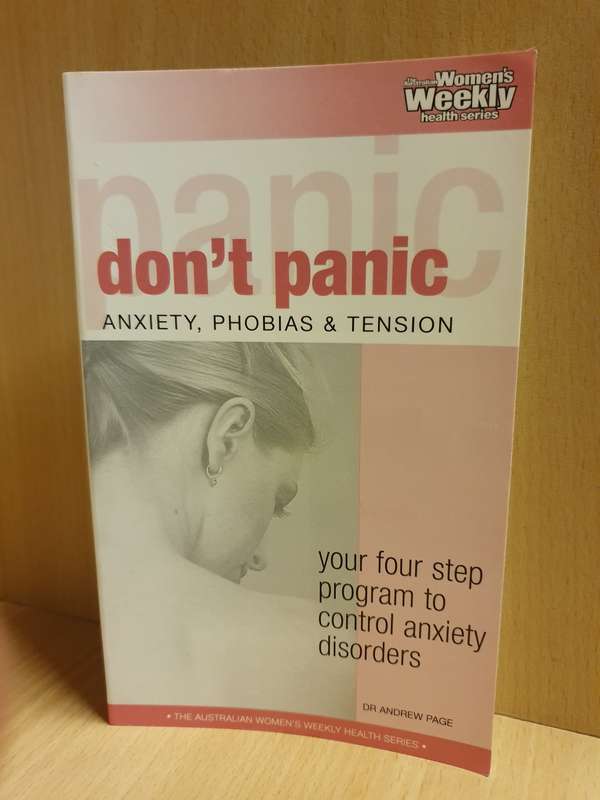 The Australian Women's
Weekly
health series
panic
don't panic
ANXIETY, PHOBIAS & TENSION
your four step
program to
control anxiety
disorders
DR ANDREW PAGE
• THE AUSTRALIAN WOMEN'S WEEKLY HEALTH SERIES •